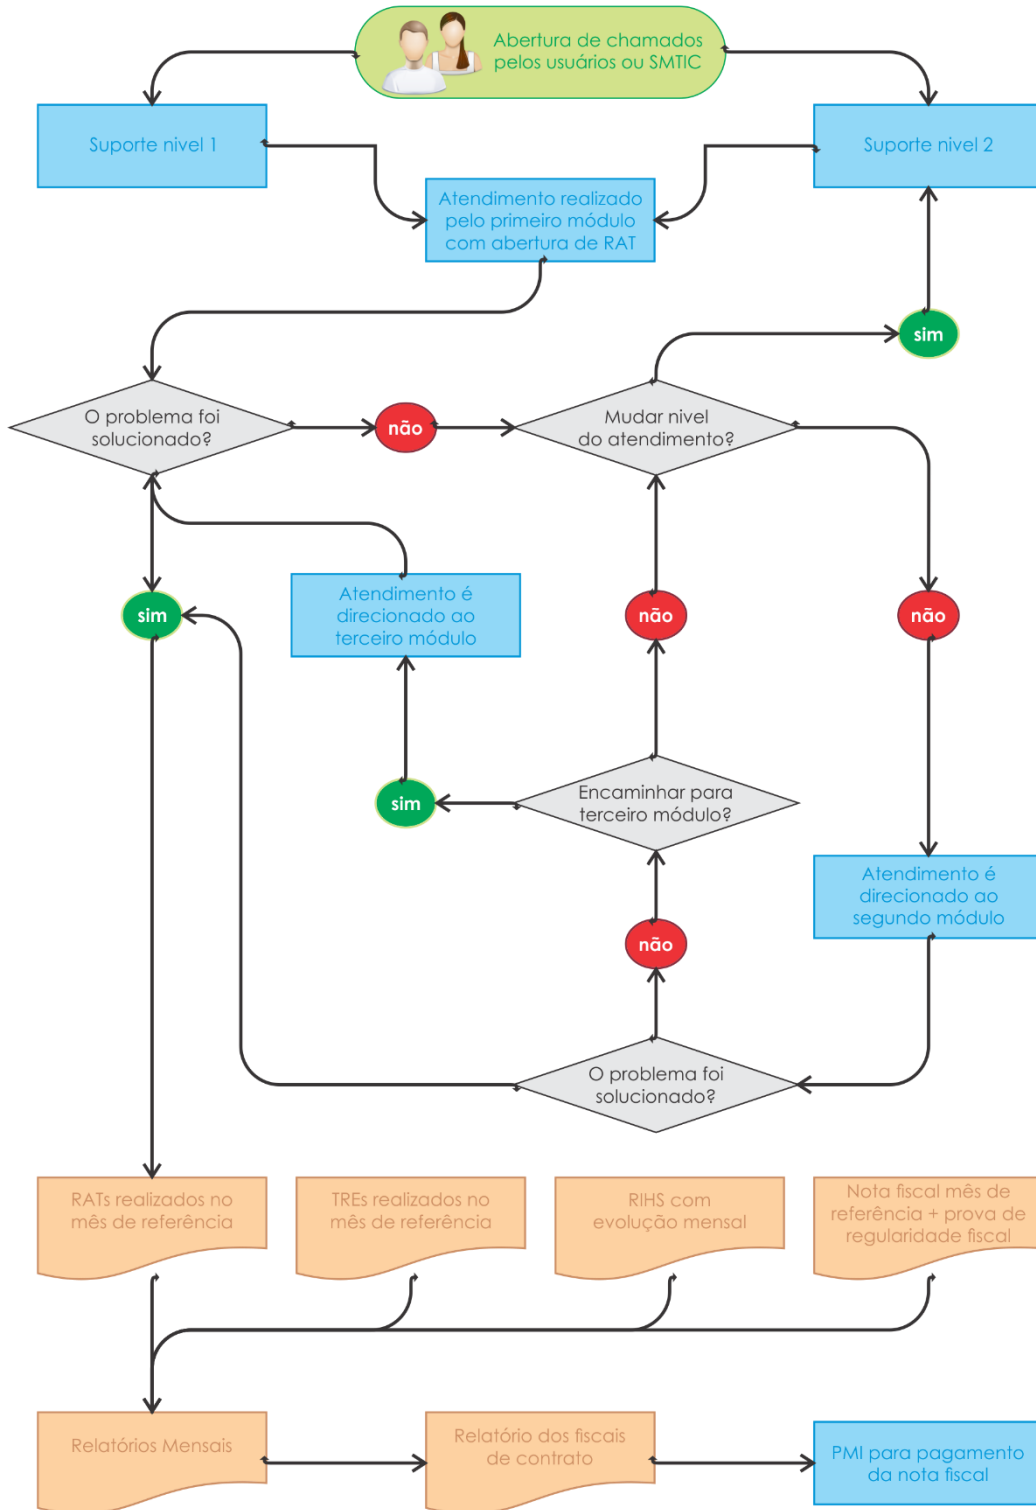 Abertura de chamados
pelos usuários ou SMTIC
Suporte nivel 1
Suporte nivel 2
Atendimento realizado
pelo primeiro módulo
com abertura de RAT
sim
O problema foi
solucionado?
não
Mudar nivel
do atendimento?
Atendimento é
direcionado ao
terceiro módulo
sim
não
não
sim
Encaminhar para
terceiro módulo?
Atendimento é
direcionado ao
segundo módulo
não
O problema foi
solucionado?
RATs realizados no
mês de referência
TREs realizados no
mês de referência
RIHS com
evolução mensal
Nota fiscal mês de
referência + prova de
regularidade fiscal
Relatórios Mensais
Relatório dos fiscais
de contrato
PMI para pagamento
da nota fiscal